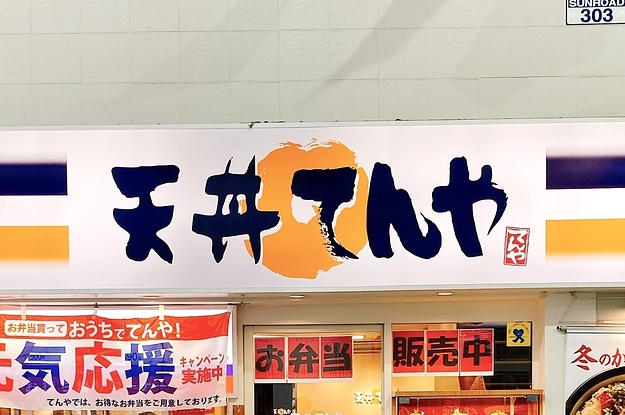 SUNROAD
303
天丼てんや
てんや
お弁当買って おうちで てんや!
元気応援 キャンペーン
実施中
てんやでは、お得なお弁当をご用意しております。
お弁当 販売中
冬のか